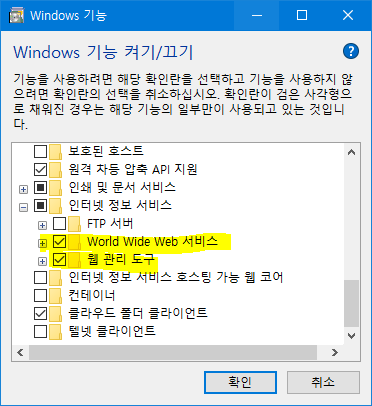 Windows 기능
Windows 기능 켜기/끄기
기능을 사용하려면 해당 확인란을 선택하고 기능을 사용하지 않
으려면 확인란의 선택을 취소하십시오. 확인란이 검은 사각형으
로 채워진 경우는 해당 기능의 일부만이 사용되고 있는 것입니
다.
보호된 호스트
원격 차등 압축 API 지원
인쇄 및 문서 서비스
인터넷 정보 서비스
FTP 서버
World Wide Web 서비스
웹 관리 도구
인터넷 정보 서비스 호스팅 가능 웹 코어
컨테이너
클라우드 폴더 클라이언트
텔넷 클라이언트
확인
취소